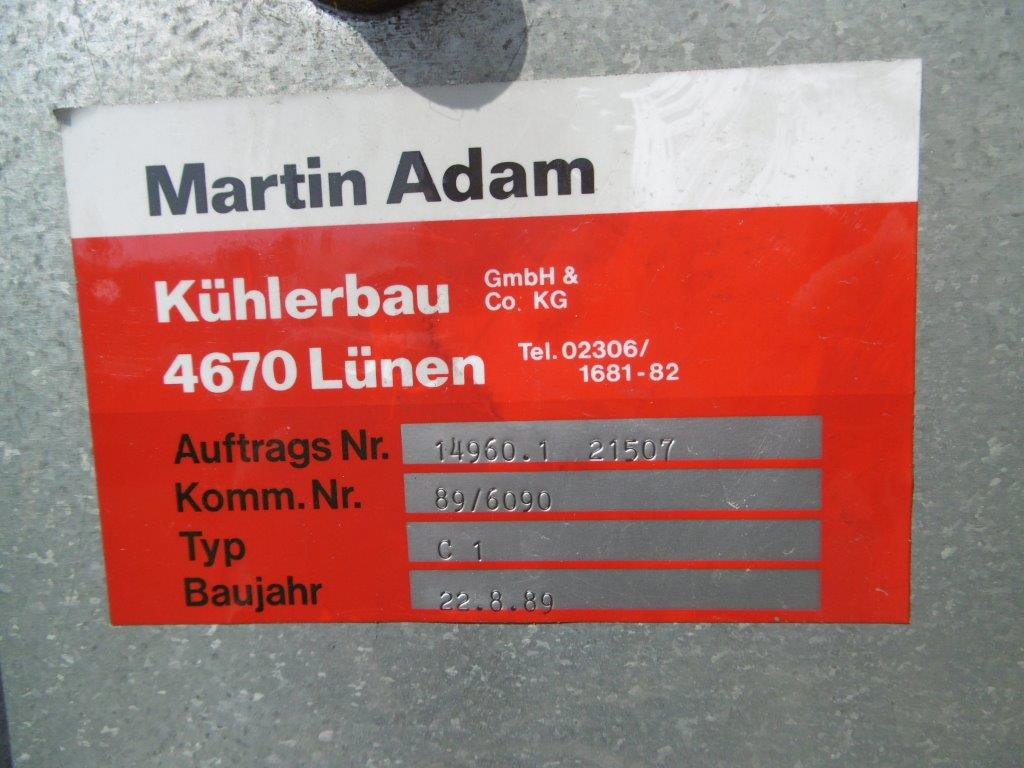 Martin Adam
Kühlerbau GmbH &
Co. KG
4670 Lünen Tel. 02306/
1681-82
Auftrags Nr. 14960.1 21507
Komm. Nr. 89/6090
Typ C 1
Baujahr 22.8.89